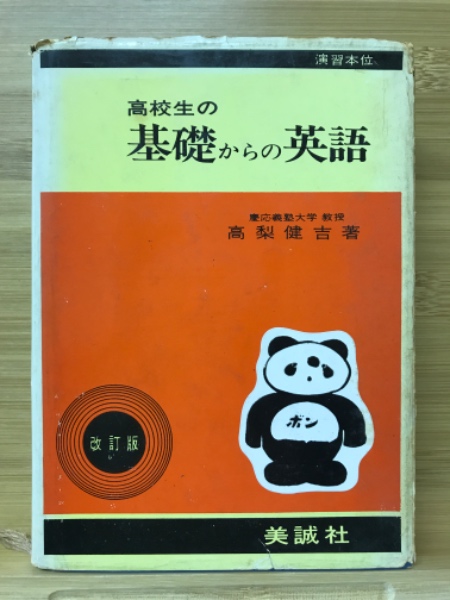 演習本位
高校生の
基礎からの英語
慶応義塾大学 教授
高梨健吉著
ボン
改訂版
美誠社